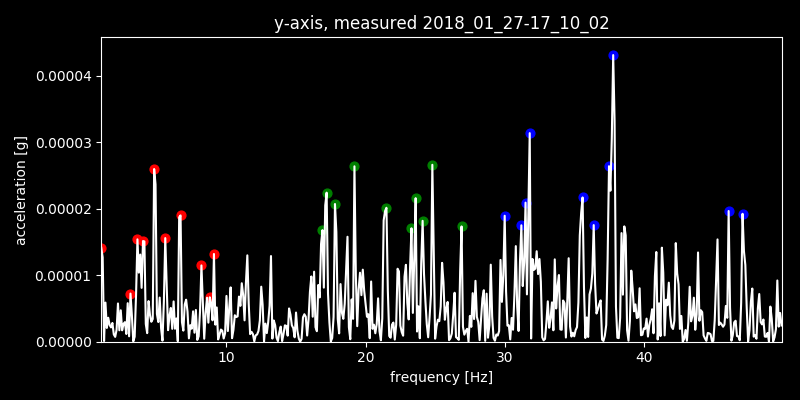 y-axis, measured 2018_01_27-17_10_02
0.00004
0.00003
0.00002
0.00001
0.00000
acceleration [g]
10 20 30 40
frequency [Hz]